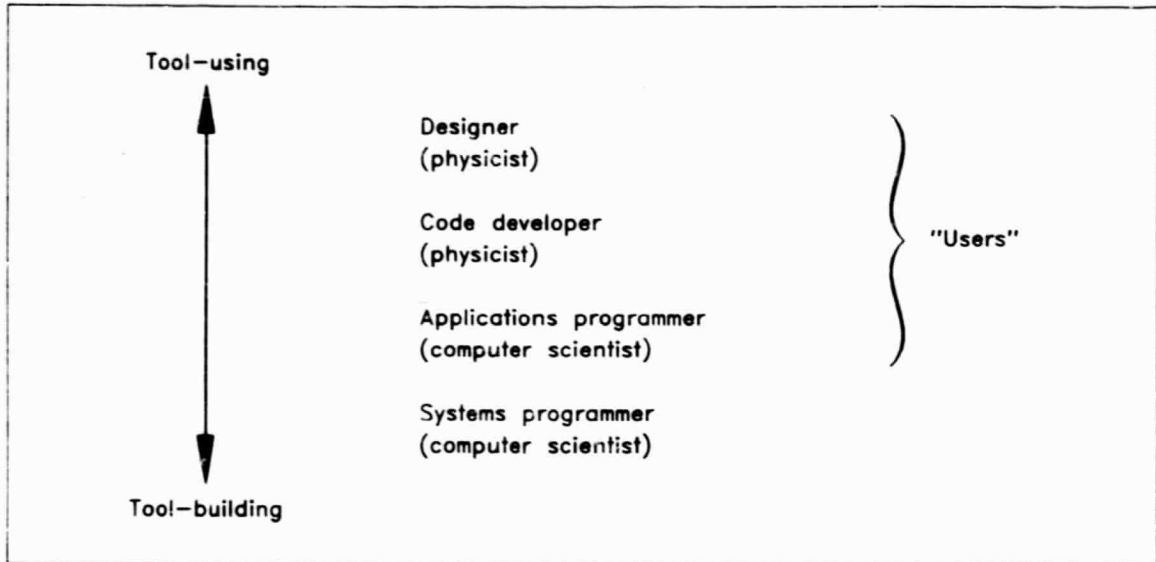 Tool-using
Designer
(physicist)
Code developer
(physicist)
"Users"
Applications programmer
(computer scientist)
Systems programmer
(computer scientist)
Tool-building